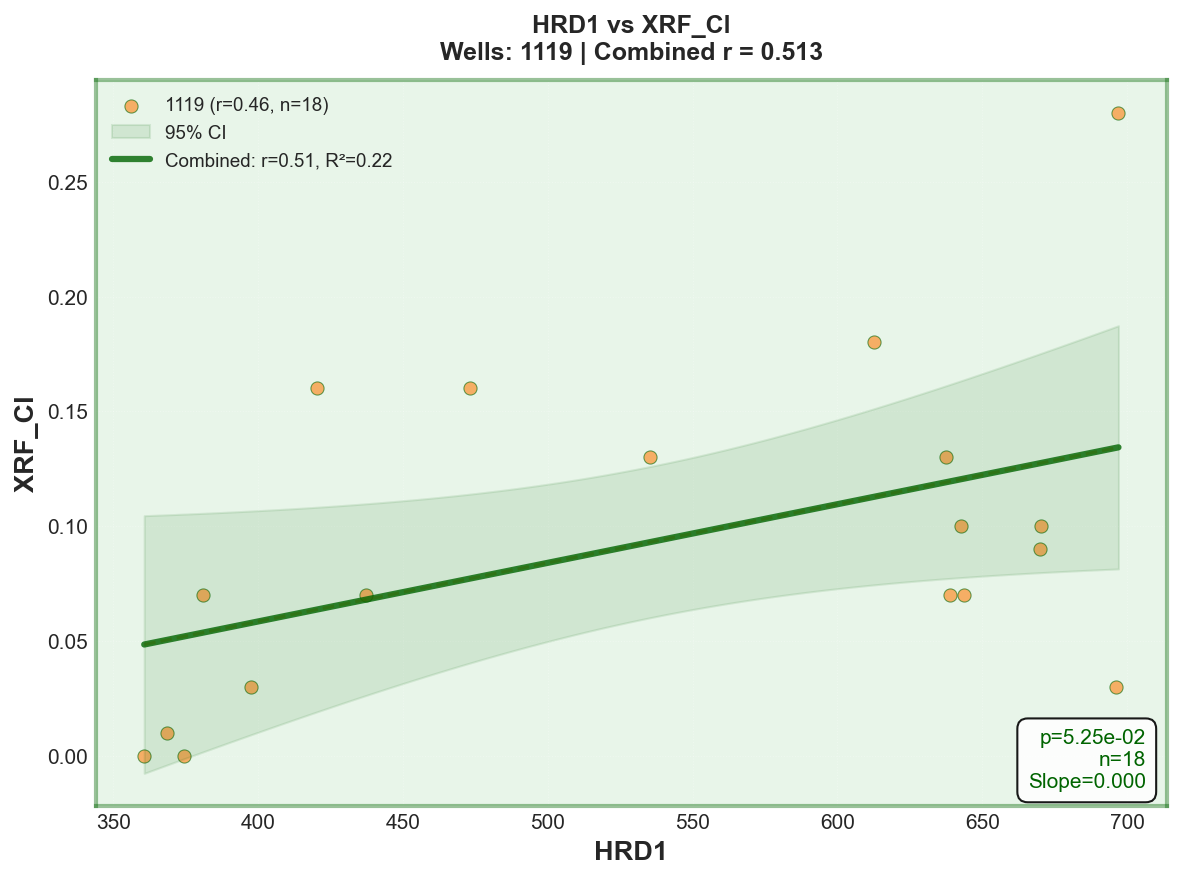 HRD1 vs XRF_Cl
Wells: 1119 | Combined r = 0.513
1119 (r=0.46, n=18)
95% CI
Combined: r=0.51, R²=0.22
0.25
0.20
0.15
0.10
0.05
0.00
XRF_Cl
p=5.25e-02
n=18
Slope=0.000
350 400 450 500 550 600 650 700
HRD1